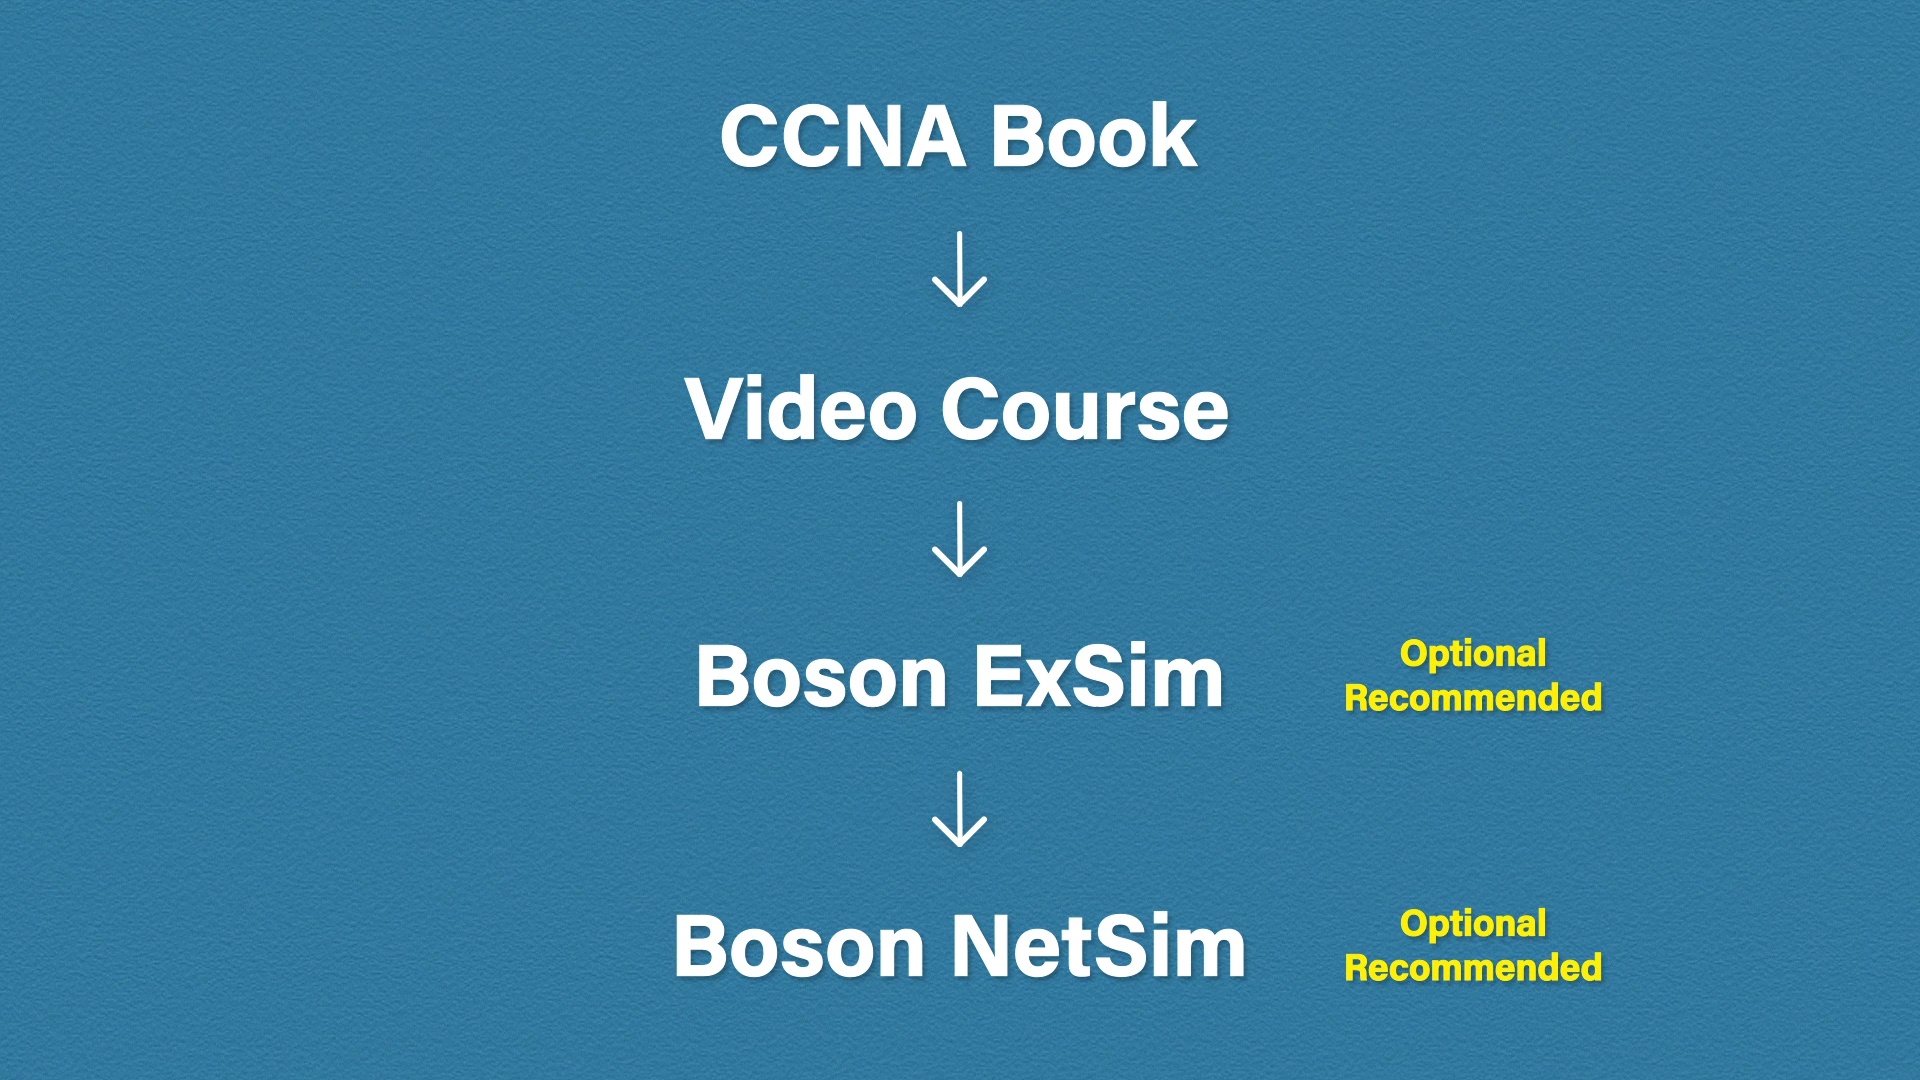 CCNA Book
Video Course
Boson ExSim
Optional
Recommended
Boson NetSim
Optional
Recommended